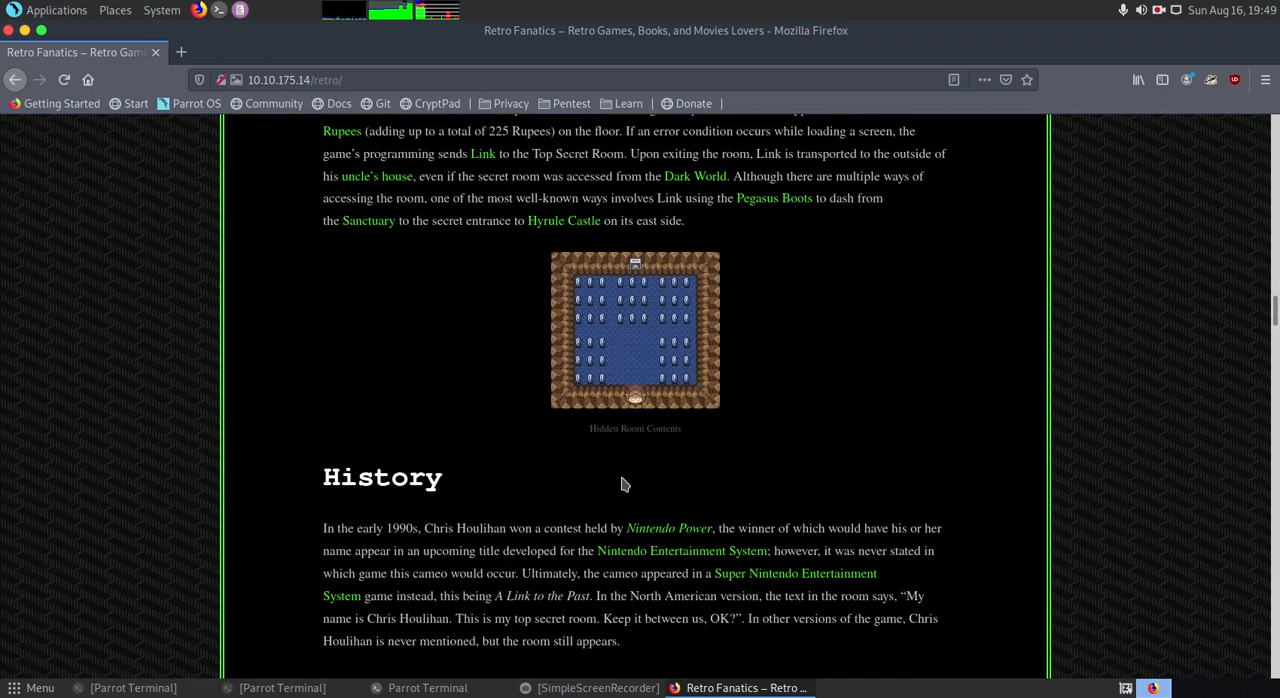 Applications Places System Sun Aug 16, 19:49
Retro Fanatics – Retro Games, Books, and Movies Lovers - Mozilla Firefox
Retro Fanatics – Retro Gam
10.10.175.14/retro/
Getting Started Start Parrot OS Community Docs Git CryptPad Privacy Pentest Learn Donate
Rupees (adding up to a total of 225 Rupees) on the floor. If an error condition occurs while loading a screen, the
game’s programming sends Link to the Top Secret Room. Upon exiting the room, Link is transported to the outside of
his uncle’s house, even if the secret room was accessed from the Dark World. Although there are multiple ways of
accessing the room, one of the most well-known ways involves Link using the Pegasus Boots to dash from
the Sanctuary to the secret entrance to Hyrule Castle on its east side.
Hidden Room Contents
History
In the early 1990s, Chris Houlihan won a contest held by Nintendo Power, the winner of which would have his or her
name appear in an upcoming title developed for the Nintendo Entertainment System; however, it was never stated in
which game this cameo would occur. Ultimately, the cameo appeared in a Super Nintendo Entertainment
System game instead, this being A Link to the Past. In the North American version, the text in the room says, “My
name is Chris Houlihan. This is my top secret room. Keep it between us, OK?”. In other versions of the game, Chris
Houlihan is never mentioned, but the room still appears.
Menu [Parrot Terminal] [Parrot Terminal] Parrot Terminal [SimpleScreenRecorder] Retro Fanatics – Retro ...